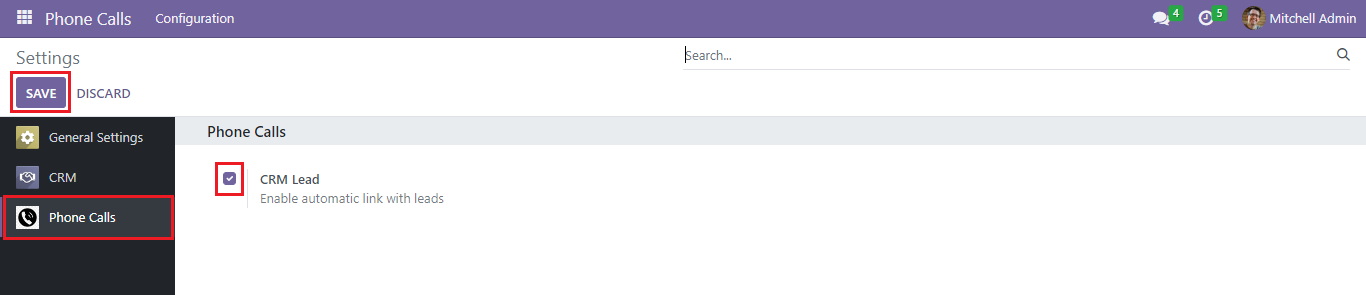 Phone Calls Configuration 4 5 Mitchell Admin
Settings Search...
SAVE DISCARD
General Settings
CRM
Phone Calls
Phone Calls
CRM Lead
Enable automatic link with leads